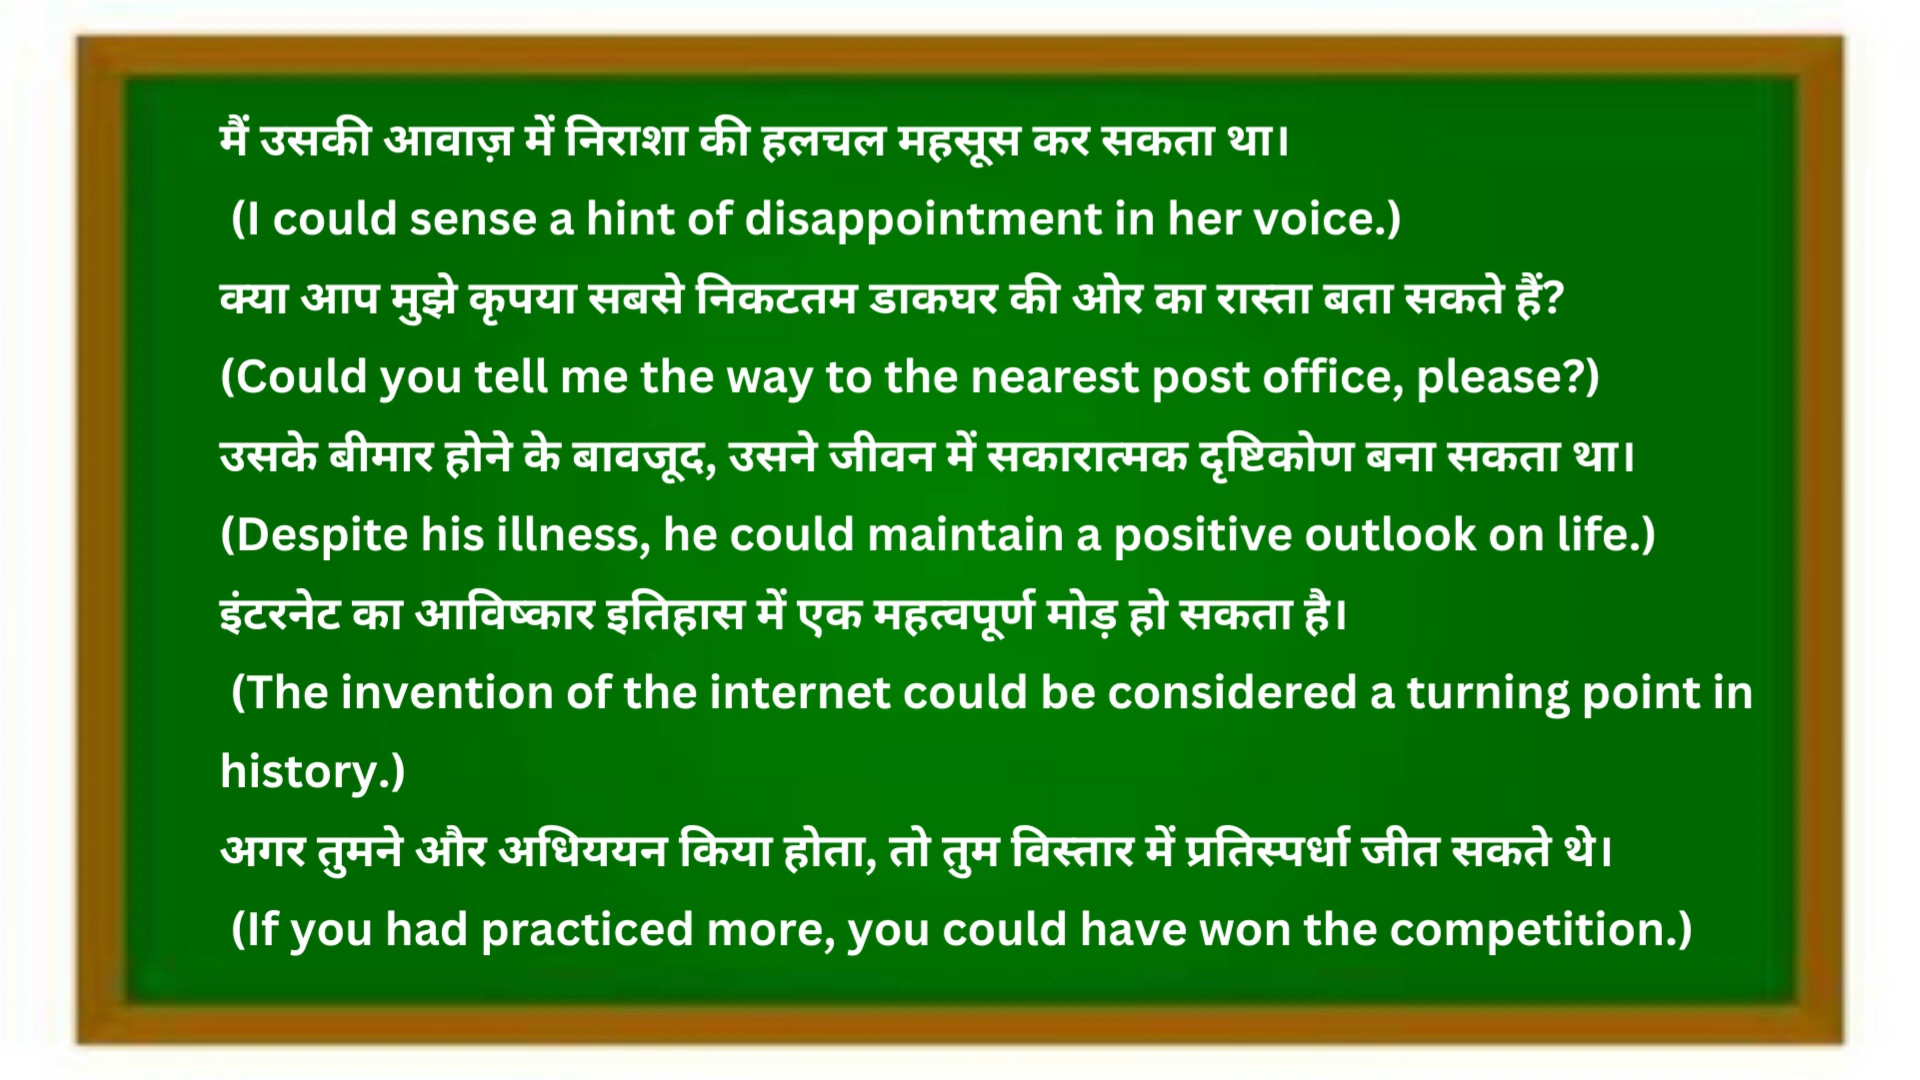 मैं उसकी आवाज़ में निराशा की हलचल महसूस कर सकता था।
(I could sense a hint of disappointment in her voice.)
क्या आप मुझे कृपया सबसे निकटतम डाकघर की ओर का रास्ता बता सकते हैं?
(Could you tell me the way to the nearest post office, please?)
उसके बीमार होने के बावजूद, उसने जीवन में सकारात्मक दृष्टिकोण बना सकता था।
(Despite his illness, he could maintain a positive outlook on life.)
इंटरनेट का आविष्कार इतिहास में एक महत्वपूर्ण मोड़ हो सकता है।
(The invention of the internet could be considered a turning point in
history.)
अगर तुमने और अधिययन किया होता, तो तुम विस्तार में प्रतिस्पर्धा जीत सकते थे।
(If you had practiced more, you could have won the competition.)